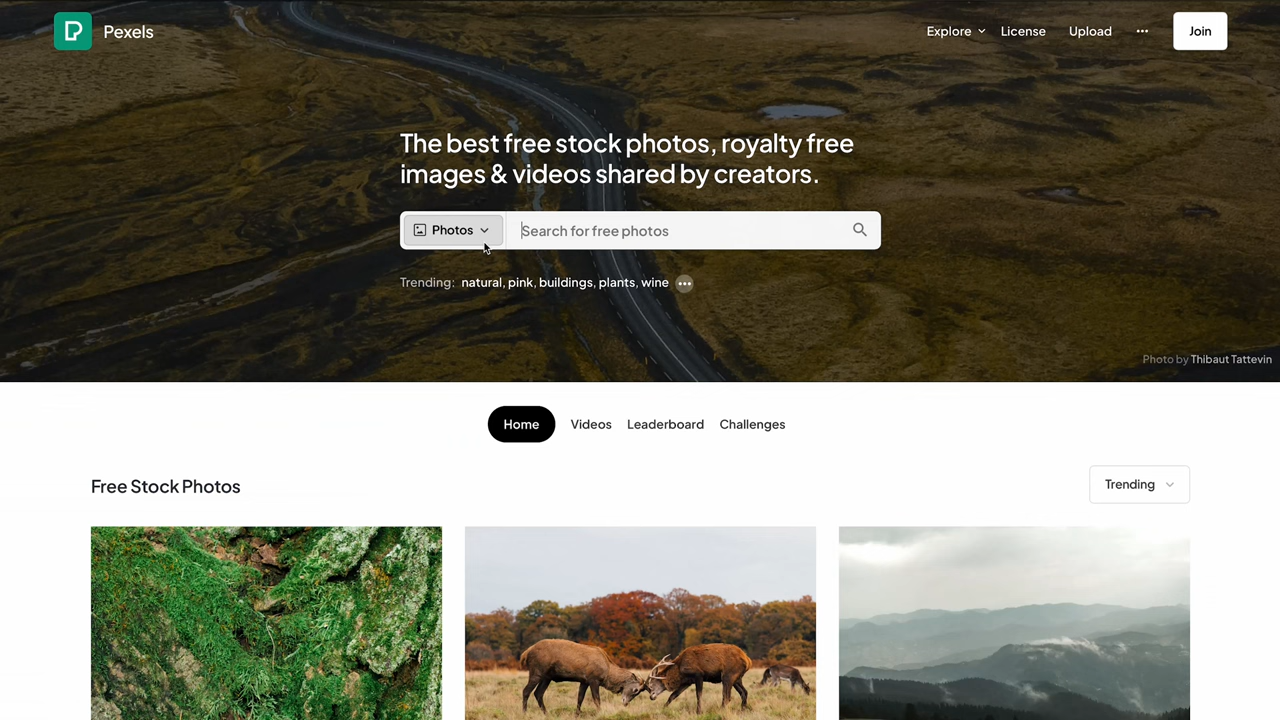 Pexels
Explore
License
Upload
Join
The best free stock photos, royalty free
images & videos shared by creators.
Photos
Search for free photos
Trending: natural, pink, buildings, plants, wine
Photo by Thibaut Tattevin
Home
Videos
Leaderboard
Challenges
Free Stock Photos
Trending